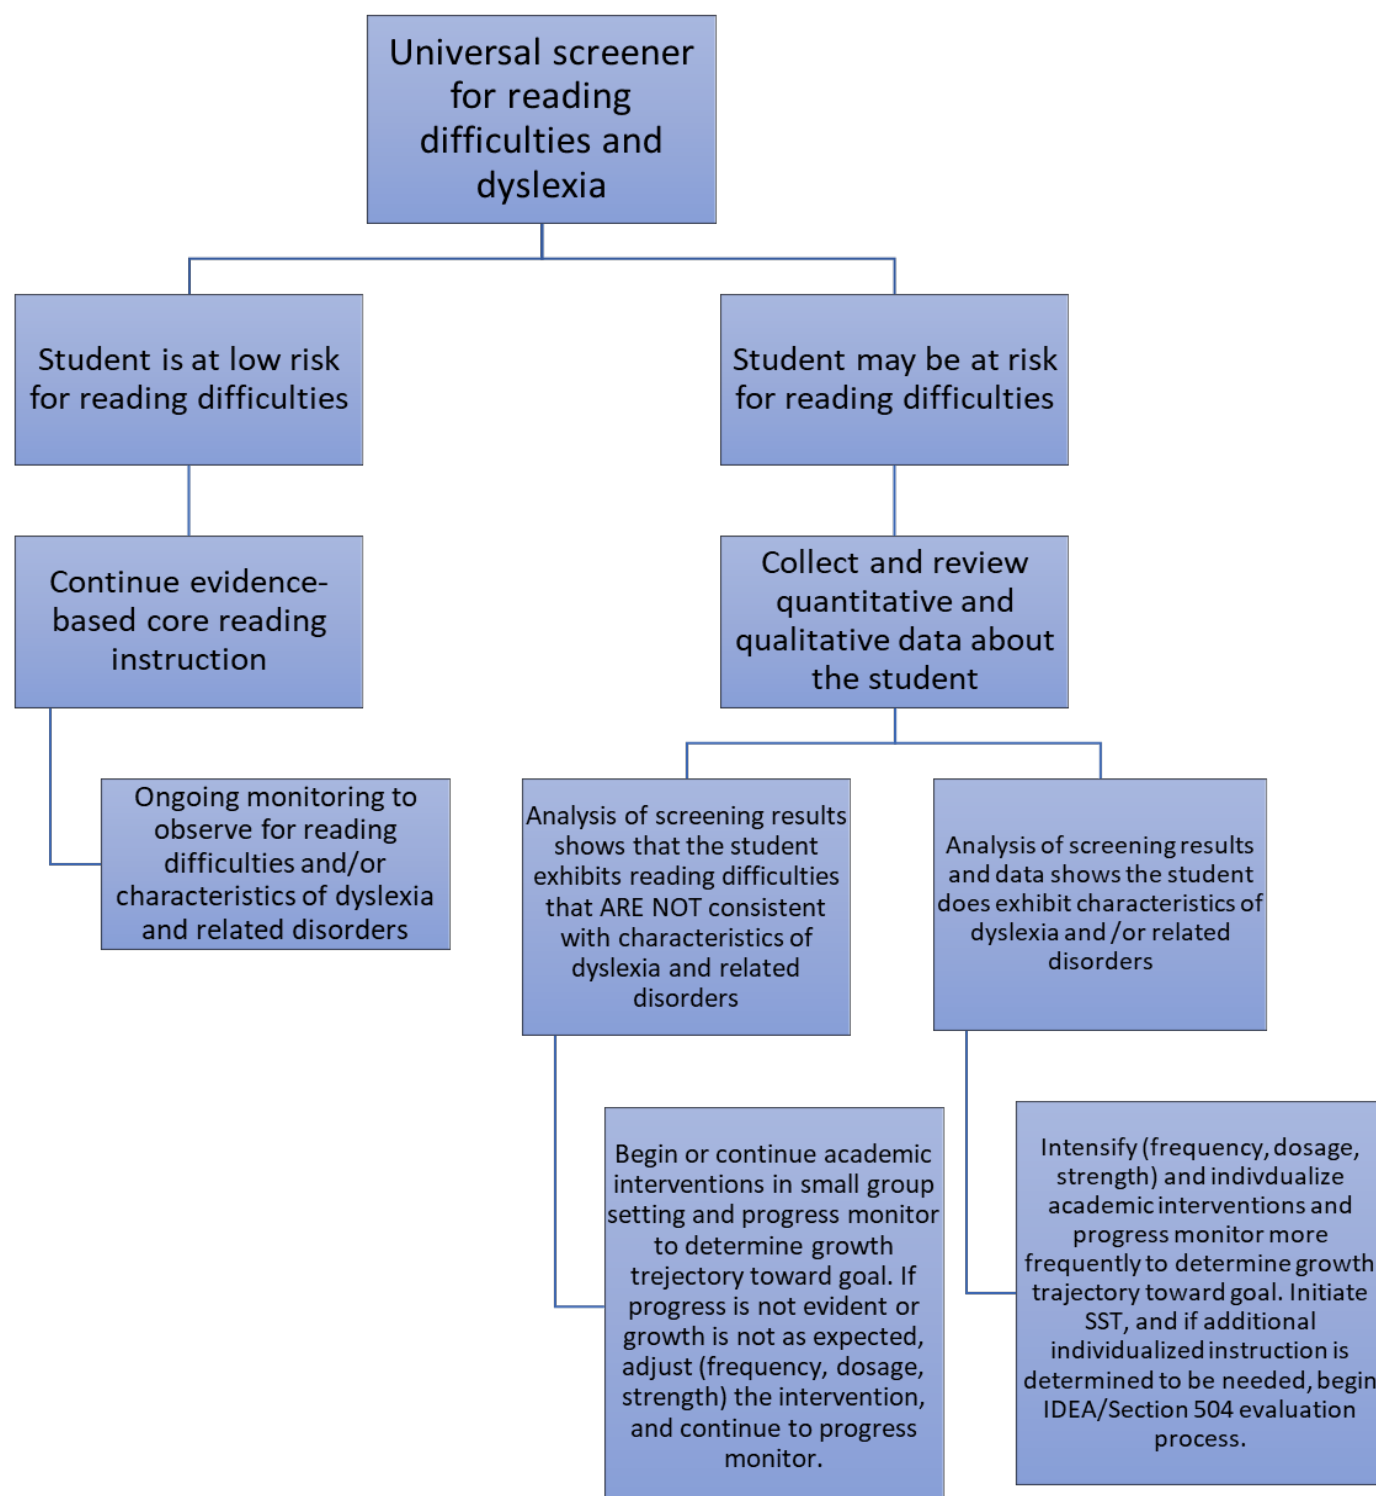 Universal screener
for reading
difficulties and
dyslexia
Student is at low risk
for reading difficulties
Student may be at risk
for reading difficulties
Continue evidence-
based core reading
instruction
Collect and review
quantitative and
qualitative data about
the student
Ongoing monitoring to
observe for reading
difficulties and/or
characteristics of dyslexia
and related disorders
Analysis of screening results
shows that the student
exhibits reading difficulties
that ARE NOT consistent
with characteristics of
dyslexia and related
disorders
Analysis of screening results
and data shows the student
does exhibit characteristics of
dyslexia and /or related
disorders
Begin or continue academic
interventions in small group
setting and progress monitor
to determine growth
trejectory toward goal. If
progress is not evident or
growth is not as expected,
adjust (frequency, dosage,
strength) the intervention,
and continue to progress
monitor.
Intensify (frequency, dosage,
strength) and indivdualize
academic interventions and
progress monitor more
frequently to determine growth
trajectory toward goal. Initiate
SST, and if additional
individualized instruction is
determined to be needed, begin
IDEA/Section 504 evaluation
process.